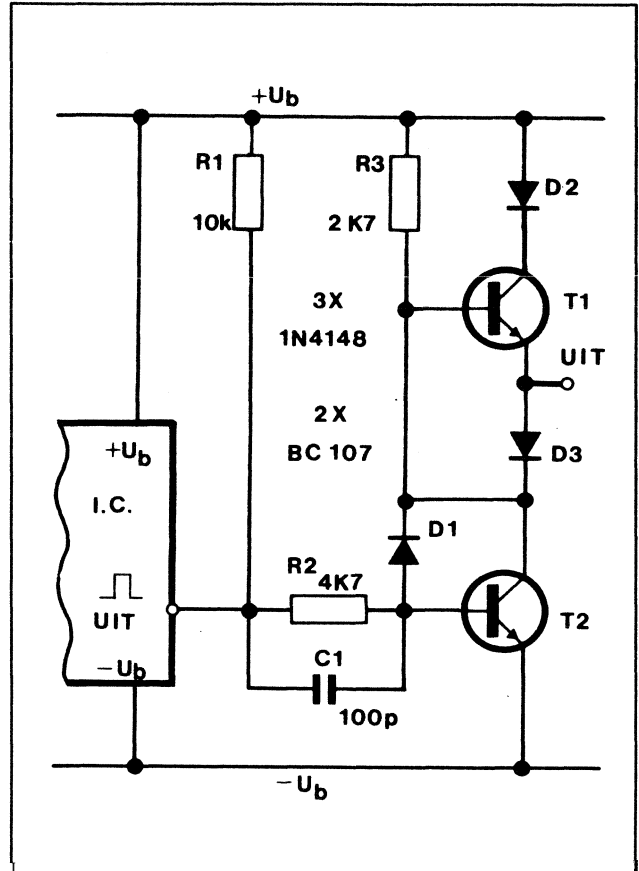 +Ub
R1
10k
R3
2 K7
D2
3X
1N4148
T1
UIT
2X
BC 107
D3
+Ub
I.C.
UIT
−Ub
R2
4K7
D1
T2
C1
100p
−Ub